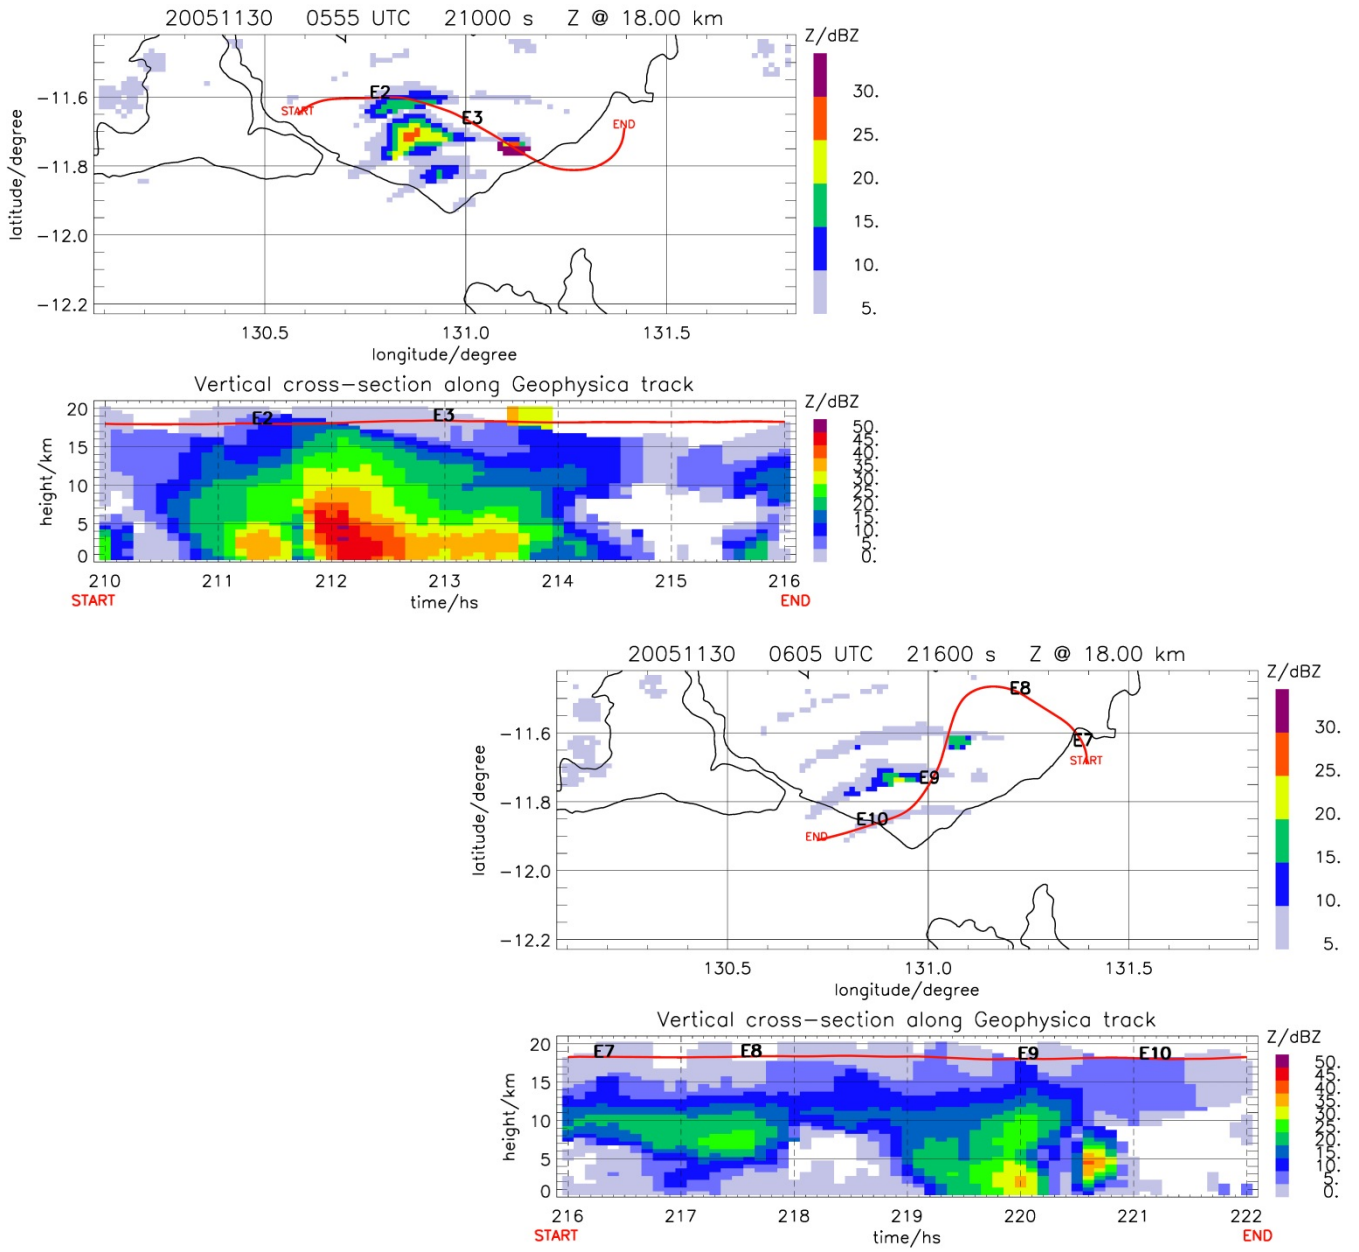 20051130 0555 UTC 21000 s Z @ 18.00 km
Z/dBZ
latitude/degree
-11.6
-11.8
-12.0
-12.2
START
E2
E3
END
30.
25.
20.
15.
10.
5.
130.5 131.0 131.5
longitude/degree
Vertical cross-section along Geophysica track
Z/dBZ
height/km
20
15
10
5
0
E2
E3
50.
45.
40.
35.
30.
25.
20.
15.
10.
5.
0.
210 211 212 213 214 215 216
START time/hs END
20051130 0605 UTC 21600 s Z @ 18.00 km
Z/dBZ
latitude/degree
-11.6
-11.8
-12.0
-12.2
E8
E7
START
E9
E10
END
30.
25.
20.
15.
10.
5.
130.5 131.0 131.5
longitude/degree
Vertical cross-section along Geophysica track
Z/dBZ
height/km
20
15
10
5
0
E7 E8 E9 E10
50.
45.
40.
35.
30.
25.
20.
15.
10.
5.
0.
216 217 218 219 220 221 222
START time/hs END